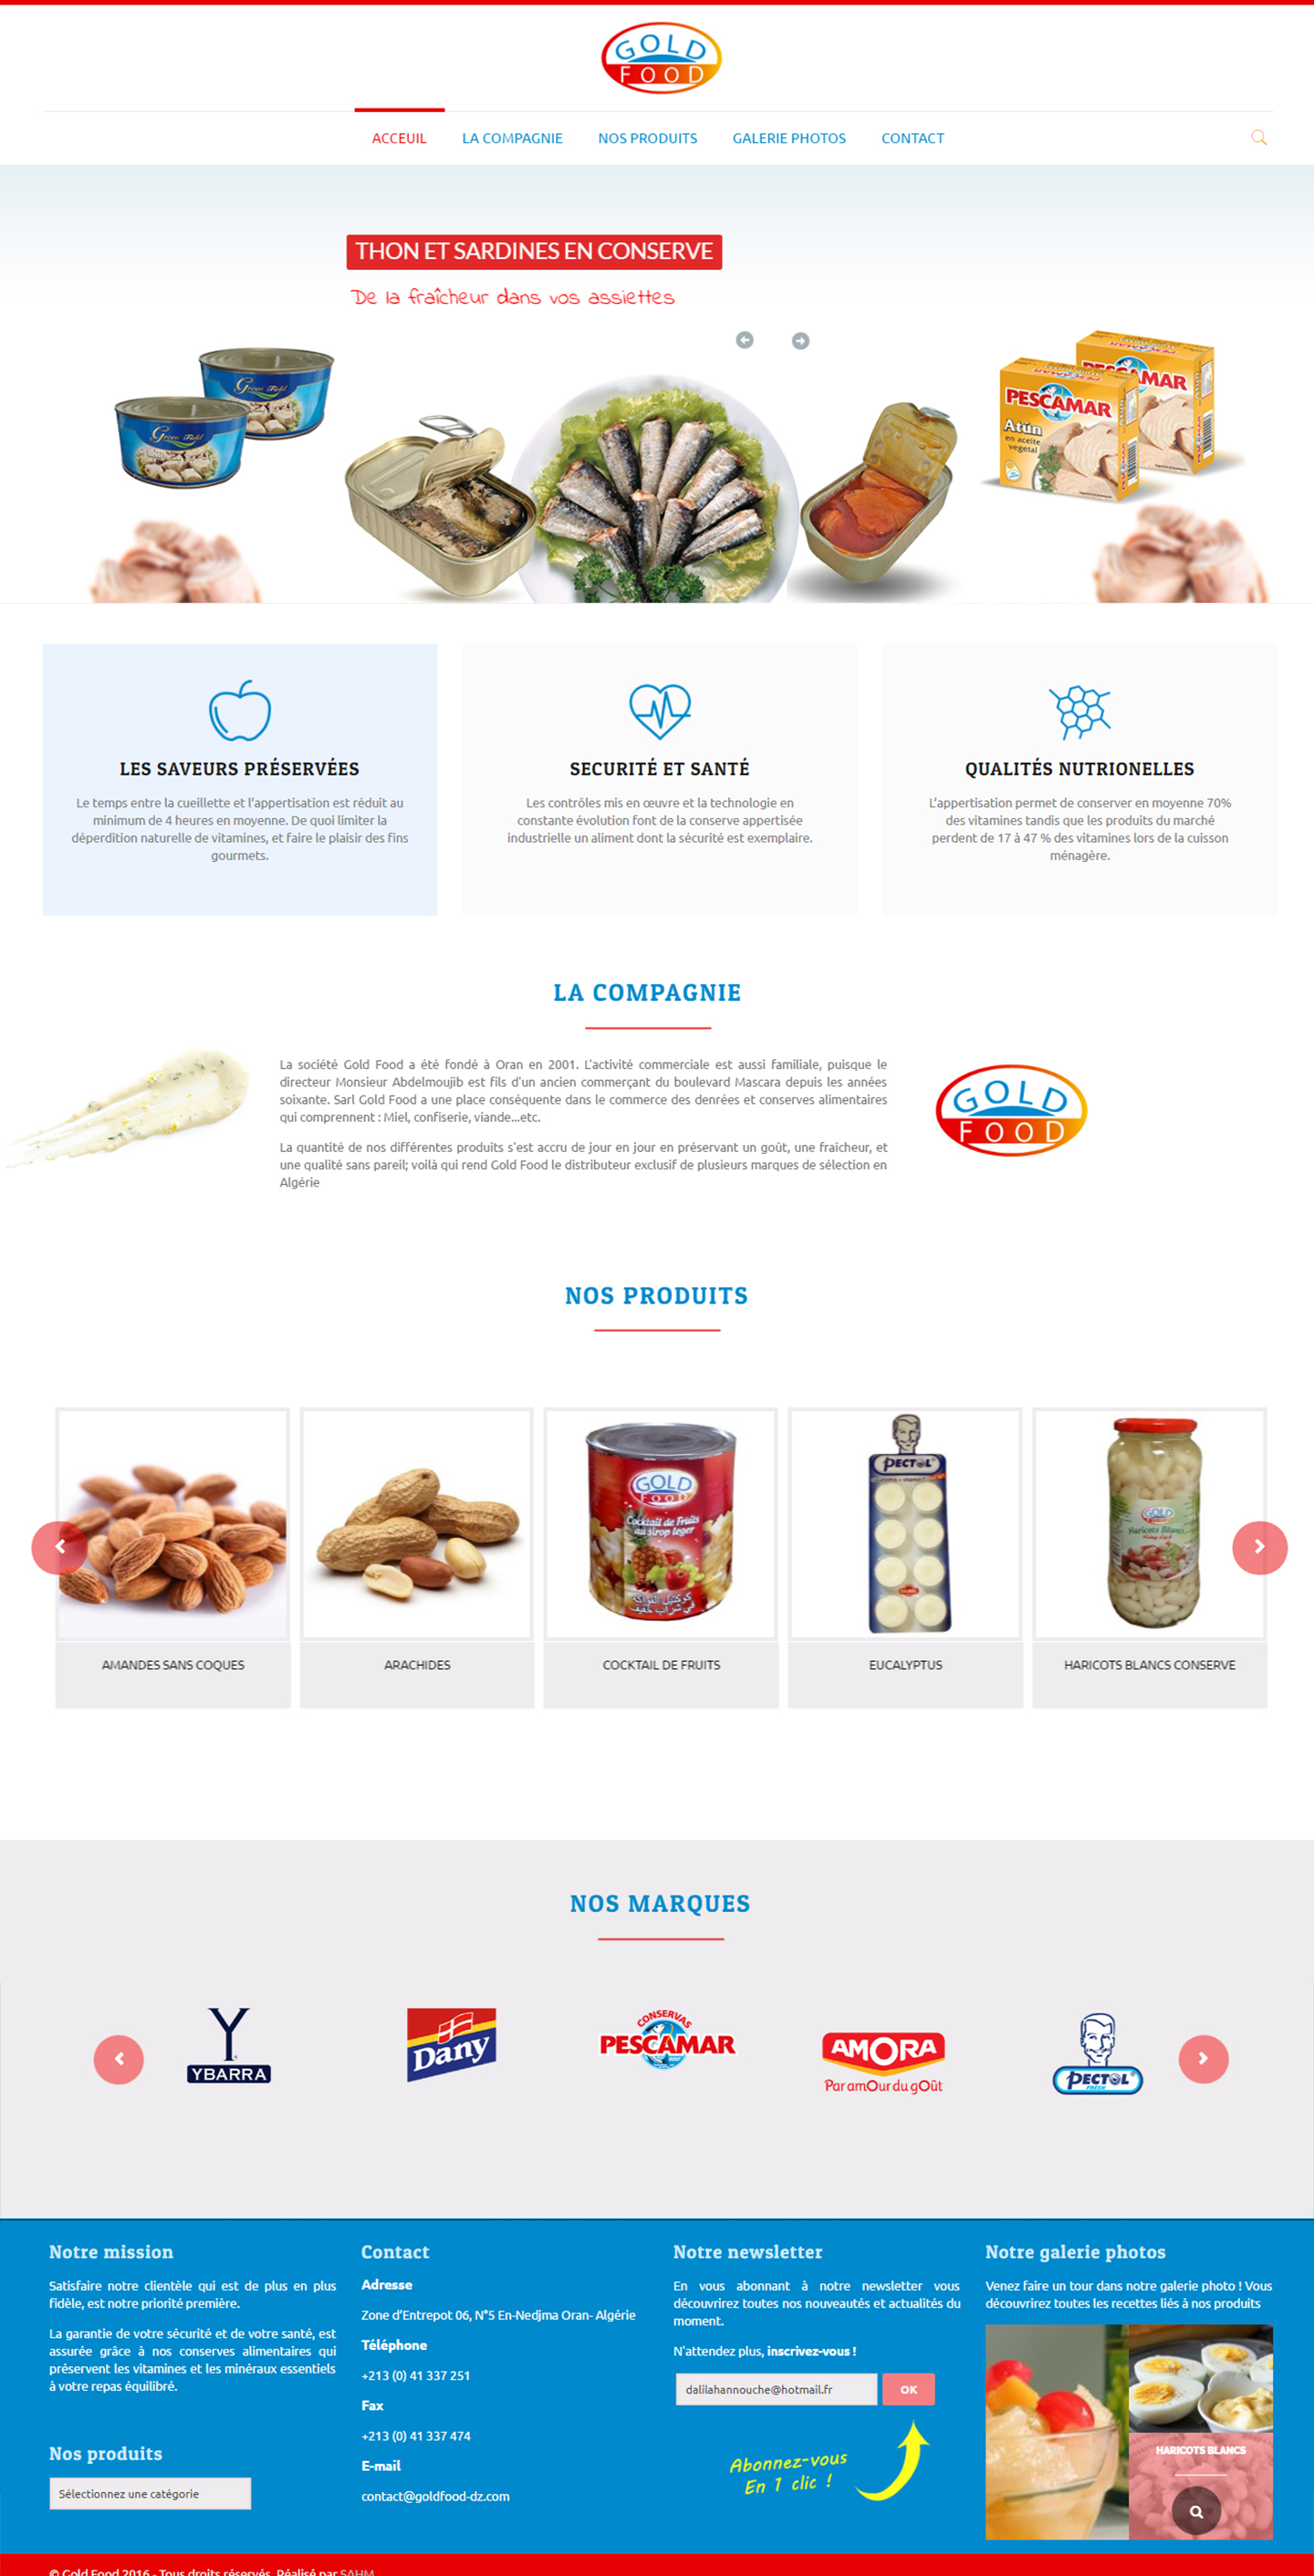 GOLD
FOOD
ACCEUIL
LA COMPAGNIE
NOS PRODUITS
GALERIE PHOTOS
CONTACT
THON ET SARDINES EN CONSERVE
De la fraîcheur dans vos assiettes
Green Field
Green Field
PESCAMAR
Atún
en aceite
vegetal
LES SAVEURS PRÉSERVÉES
Le temps entre la cueillette et l'appertisation est réduit au
minimum de 4 heures en moyenne. De quoi limiter la
déperdition naturelle de vitamines, et faire le plaisir des fins
gourmets.
SECURITÉ ET SANTÉ
Les contrôles mis en œuvre et la technologie en
constante évolution font de la conserve appertisée
industrielle un aliment dont la sécurité est exemplaire.
QUALITÉS NUTRIONELLES
L'appertisation permet de conserver en moyenne 70%
des vitamines tandis que les produits du marché
perdent de 17 à 47 % des vitamines lors de la cuisson
ménagère.
LA COMPAGNIE
La société Gold Food a été fondé à Oran en 2001. L'activité commerciale est aussi familiale, puisque le
directeur Monsieur Abdelmoujib est fils d'un ancien commerçant du boulevard Mascara depuis les années
soixante. Sarl Gold Food a une place conséquente dans le commerce des denrées et conserves alimentaires
qui comprennent : Miel, confiserie, viande...etc.
La quantité de nos différentes produits s'est accru de jour en jour en préservant un goût, une fraîcheur, et
une qualité sans pareil; voilà qui rend Gold Food le distributeur exclusif de plusieurs marques de sélection en
Algérie
GOLD
FOOD
NOS PRODUITS
GOLD
FOOD
Cocktail de Fruits
au sirop leger
PECTOL
GOLD
Haricots Blancs
AMANDES SANS COQUES
ARACHIDES
COCKTAIL DE FRUITS
EUCALYPTUS
HARICOTS BLANCS CONSERVE
NOS MARQUES
YBARRA
Dany
CONSERVAS
PESCAMAR
AMORA
Par amOur du gOût
PECTOL
FRESH
Notre mission
Satisfaire notre clientèle qui est de plus en plus
fidèle, est notre priorité première.
La garantie de votre sécurité et de votre santé, est
assurée grâce à nos conserves alimentaires qui
préservent les vitamines et les minéraux essentiels
à votre repas équilibré.
Nos produits
Sélectionnez une catégorie
Contact
Adresse
Zone d'Entrepot 06, N°5 En-Nedjma Oran- Algérie
Téléphone
+213 (0) 41 337 251
Fax
+213 (0) 41 337 474
E-mail
contact@goldfood-dz.com
Notre newsletter
En vous abonnant à notre newsletter vous
découvrirez toutes nos nouveautés et actualités du
moment.
N'attendez plus, inscrivez-vous !
dalilahannouche@hotmail.fr
OK
Abonnez-vous
En 1 clic !
Notre galerie photos
Venez faire un tour dans notre galerie photo ! Vous
découvrirez toutes les recettes liés à nos produits
HARICOTS BLANCS
© Gold Food 2016 - Tous droits réservés. Réalisé par SAHM